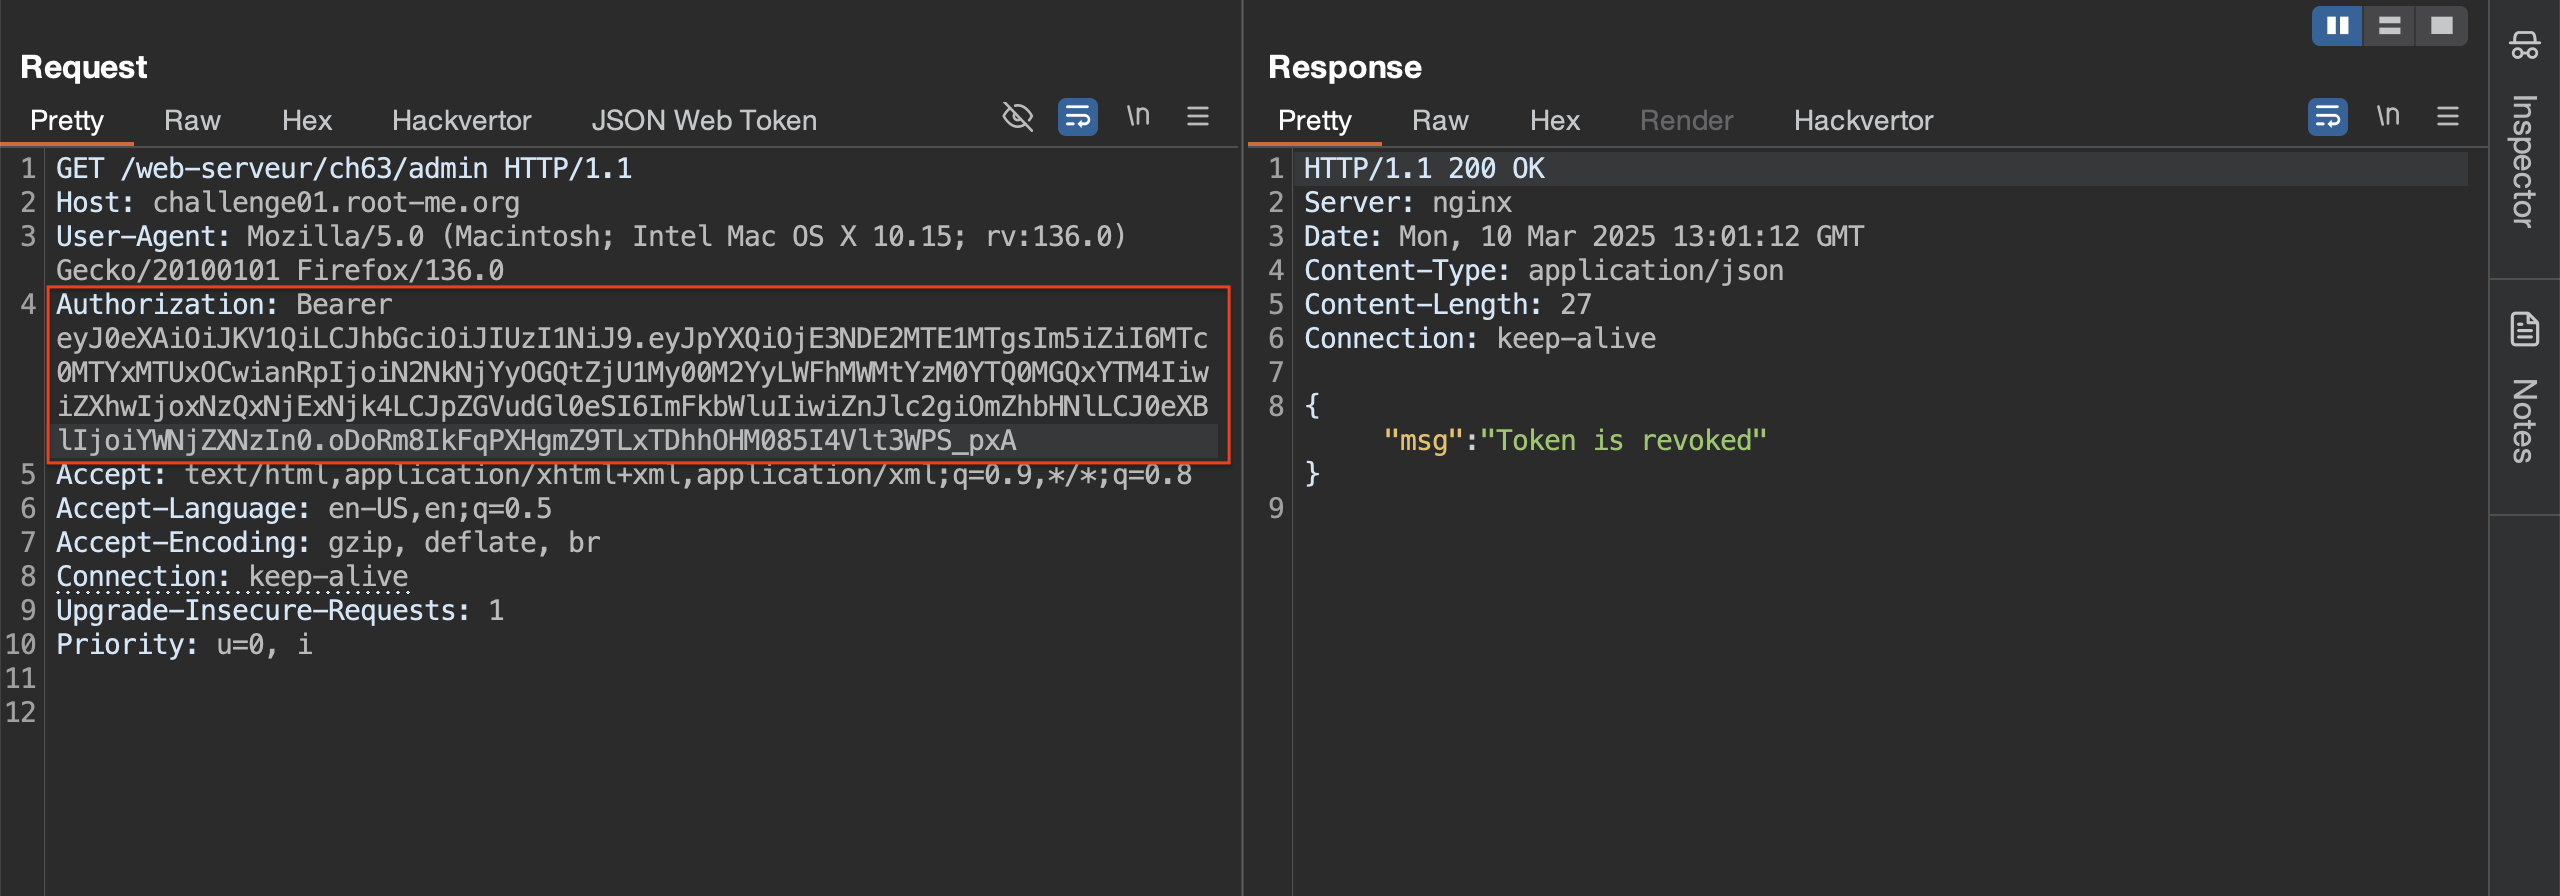 Request
Pretty Raw Hex Hackvertor JSON Web Token \n
1 GET /web-serveur/ch63/admin HTTP/1.1
2 Host: challenge01.root-me.org
3 User-Agent: Mozilla/5.0 (Macintosh; Intel Mac OS X 10.15; rv:136.0)
Gecko/20100101 Firefox/136.0
4 Authorization: Bearer
eyJ0eXAiOiJKV1QiLCJhbGciOiJIUzI1NiJ9.eyJpYXQiOjE3NDE2MTE1MTgsIm5iZiI6MTc
0MTYxMTUxOCwianRpIjoiN2NkNjYyOGQtZjU1My00M2YyLWFhMWMtYzM0YTQ0MGQxYTM4Iiw
iZXhwIjoxNzQxNjExNjk4LCJpZGVudGl0eSI6ImFkbWluIiwiZnJlc2giOmZhbHNlLCJ0eXB
lIjoiYWNjZXNzIn0.oDoRm8IkFqPXHgmZ9TLxTDhhOHM085I4Vlt3WPS_pxA
5 Accept: text/html,application/xhtml+xml,application/xml;q=0.9,*/*;q=0.8
6 Accept-Language: en-US,en;q=0.5
7 Accept-Encoding: gzip, deflate, br
8 Connection: keep-alive
9 Upgrade-Insecure-Requests: 1
10 Priority: u=0, i
11
12
Response
Pretty Raw Hex Render Hackvertor \n
1 HTTP/1.1 200 OK
2 Server: nginx
3 Date: Mon, 10 Mar 2025 13:01:12 GMT
4 Content-Type: application/json
5 Content-Length: 27
6 Connection: keep-alive
7
8 {
"msg":"Token is revoked"
}
9
Inspector
Notes